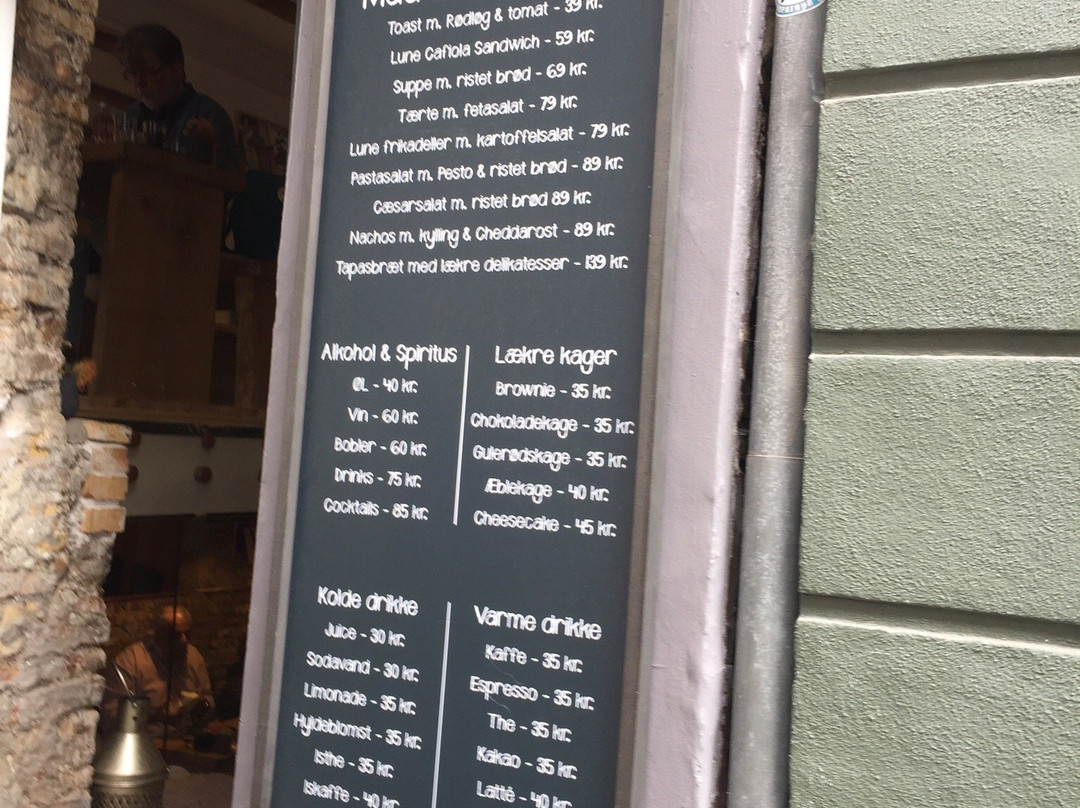 Toast m. Rødløg & tomat - 39 kr.
Lune Cafiola Sandwich - 59 kr.
Suppe m. ristet brød - 69 kr.
Tærte m. fetasalat - 79 kr.
Lune frikadeller m. kartoffelsalat - 79 kr.
Pastasalat m. Pesto & ristet brød - 89 kr.
Cæsarsalat m. ristet brød 89 kr.
Nachos m. kylling & Cheddarost - 89 kr.
Tapasbræt med lækre delikatesser - 139 kr.
Alkohol & Spiritus
ØL - 40 kr.
Vin - 60 kr.
Bobler - 60 kr.
Drinks - 75 kr.
Cocktails - 85 kr.
Lækre kager
Brownie - 35 kr.
Chokoladekage - 35 kr.
Gulerødskage - 35 kr.
Æblekage - 40 kr.
Cheesecake - 45 kr.
Kolde drikke
Juice - 30 kr.
Sodavand - 30 kr.
Limonade - 35 kr.
Hyldeblomst - 35 kr.
Isthe - 35 kr.
Iskaffe - 40 kr.
Varme drikke
Kaffe - 35 kr.
Espresso - 35 kr.
The - 35 kr.
Kakao - 35 kr.
Latté - 40 kr.